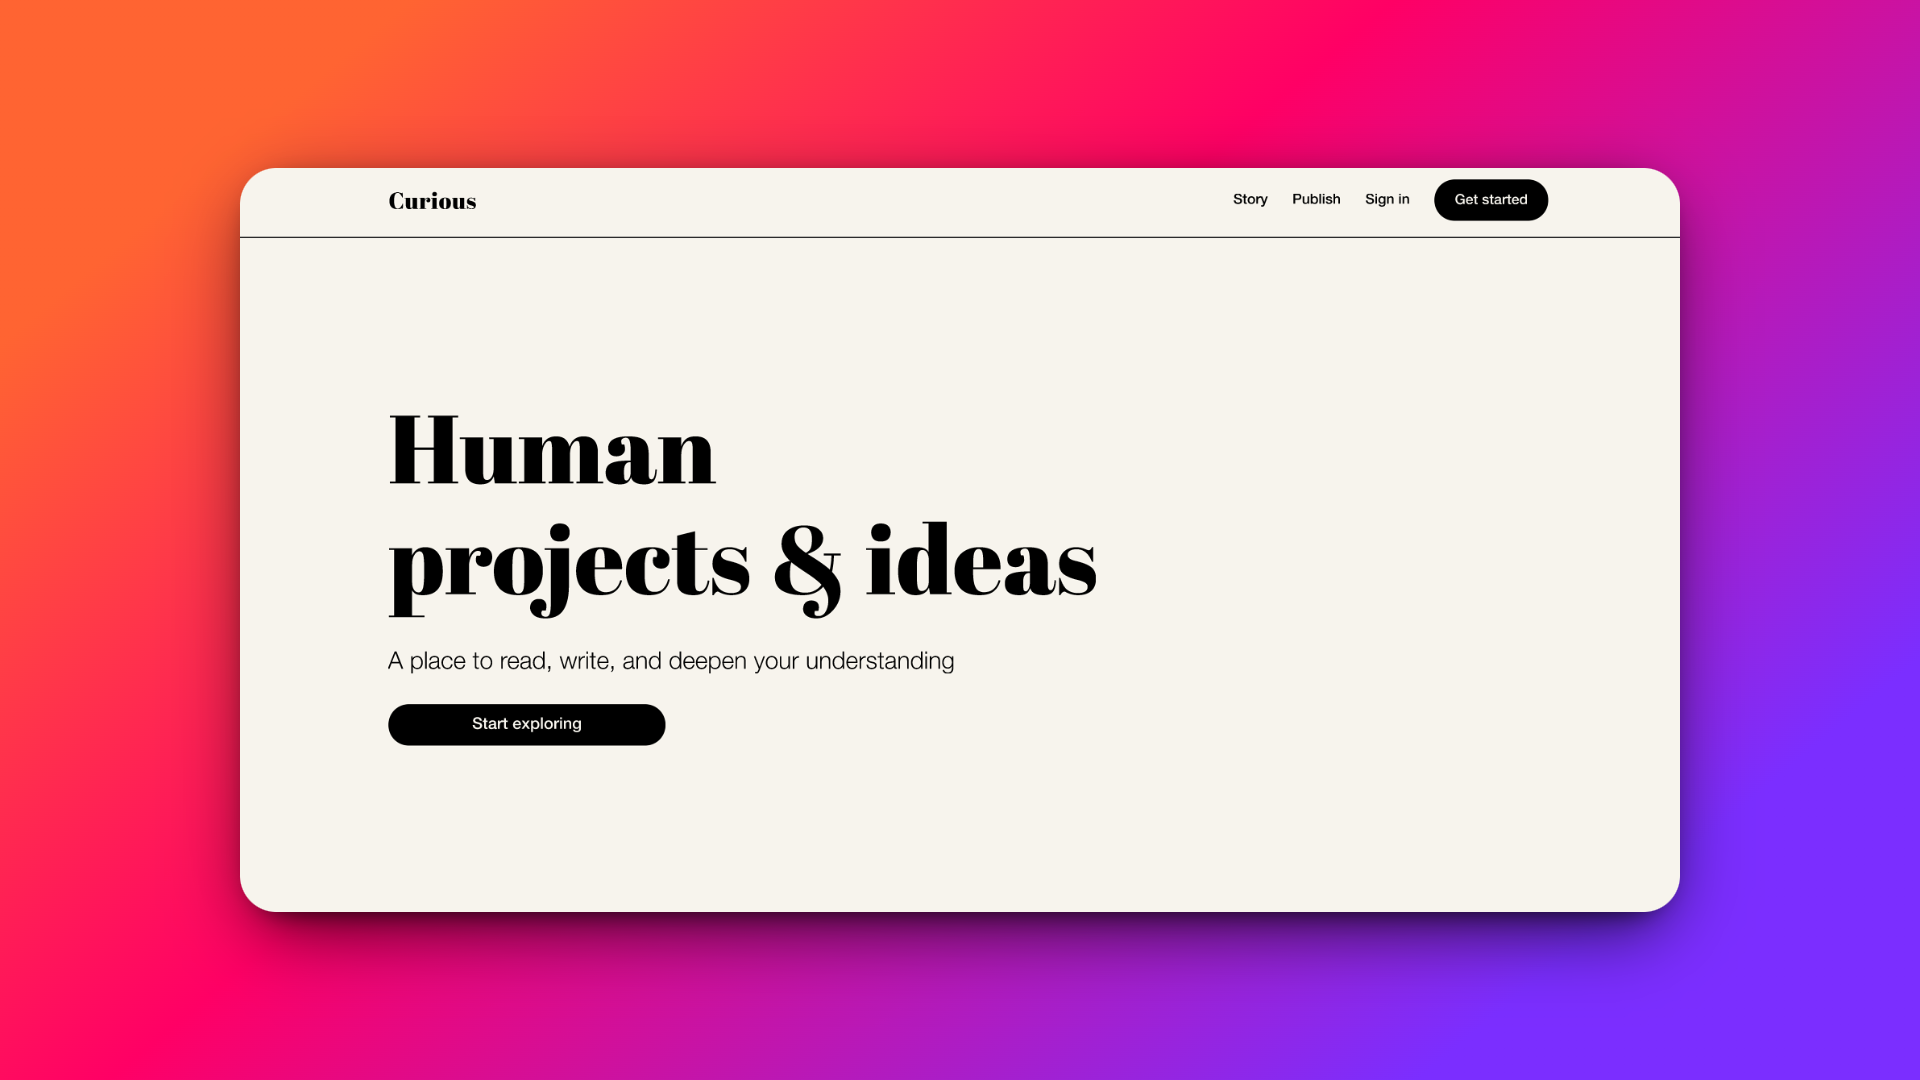 Curious
Story Publish Sign in Get started
Human
projects & ideas
A place to read, write, and deepen your understanding
Start exploring